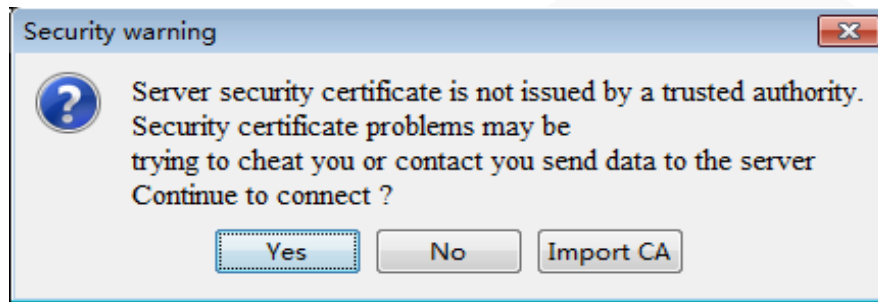 Security warning
Server security certificate is not issued by a trusted authority.
Security certificate problems may be
trying to cheat you or contact you send data to the server
Continue to connect ?
Yes No Import CA